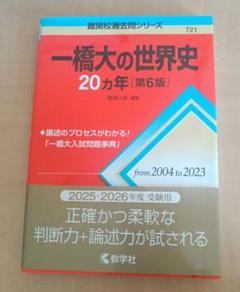 難関校過去問シリーズ
721
一橋大の世界史
20カ年[第6版]
編著
◆論述のプロセスがわかる!
「一橋大入試問題事典」
from 2004 to 2023
2025・2026年度 受験用
正確かつ柔軟な
判断力+論述力が試される
教学社